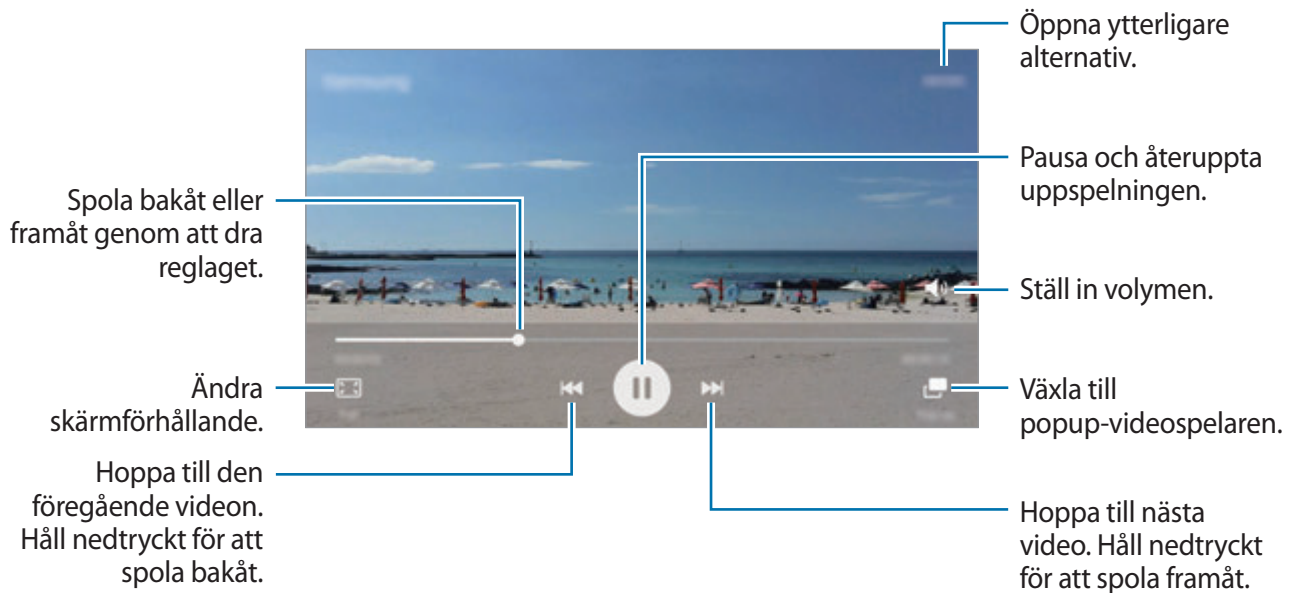 Öppna ytterligare
alternativ.
Pausa och återuppta
uppspelningen.
Spola bakåt eller
framåt genom att dra
reglaget.
Ställ in volymen.
Ändra
skärmförhållande.
Växla till
popup-videospelaren.
Hoppa till den
föregående videon.
Håll nedtryckt för att
spola bakåt.
Hoppa till nästa
video. Håll nedtryckt
för att spola framåt.